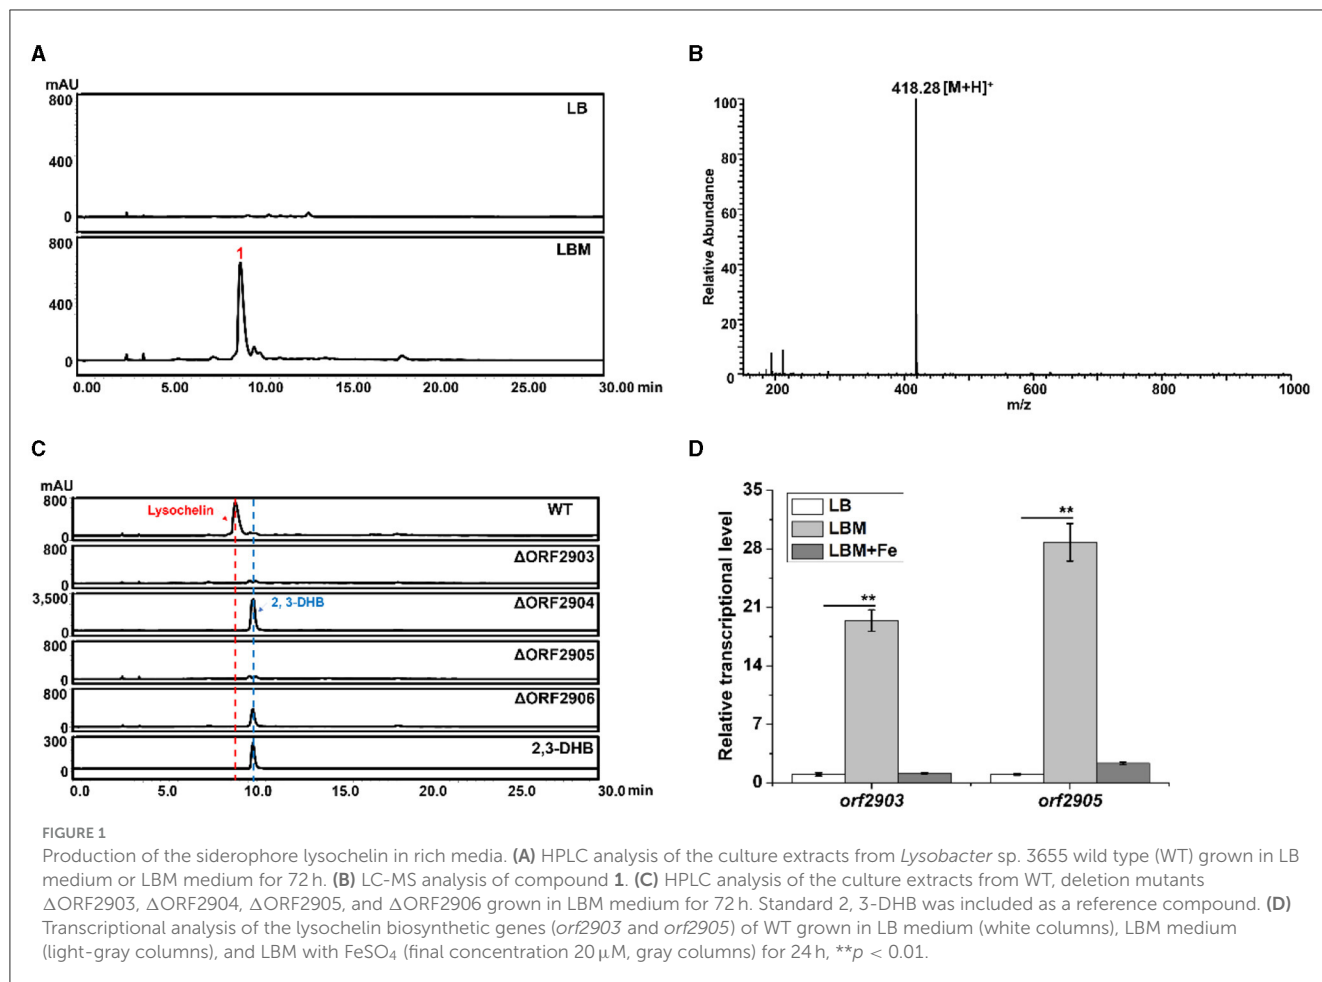 A
mAU
800
400
0
LB
800
400
0
1
LBM
0.00 5.00 10.00 15.00 20.00 25.00 30.00 min
B
418.28 [M+H]+
100
80
60
40
20
0
Relative Abundance
200 400 600 800 1000
m/z
C
mAU
800
0
Lysochelin
WT
800
0
ΔORF2903
3,500
0
2, 3-DHB
ΔORF2904
800
0
ΔORF2905
800
0
ΔORF2906
300
0
2,3-DHB
0.0 5.0 10.0 15.0 20.0 25.0 30.0 min
D
35
28
21
14
7
0
Relative transcriptional level
LB
LBM
LBM+Fe
**
**
orf2903 orf2905
FIGURE 1
Production of the siderophore lysochelin in rich media. (A) HPLC analysis of the culture extracts from Lysobacter sp. 3655 wild type (WT) grown in LB
medium or LBM medium for 72 h. (B) LC-MS analysis of compound 1. (C) HPLC analysis of the culture extracts from WT, deletion mutants
ΔORF2903, ΔORF2904, ΔORF2905, and ΔORF2906 grown in LBM medium for 72 h. Standard 2, 3-DHB was included as a reference compound. (D)
Transcriptional analysis of the lysochelin biosynthetic genes (orf2903 and orf2905) of WT grown in LB medium (white columns), LBM medium
(light-gray columns), and LBM with FeSO₄ (final concentration 20 μM, gray columns) for 24 h, **p < 0.01.